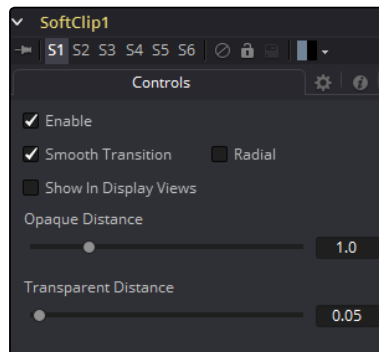 SoftClip1
S1 S2 S3 S4 S5 S6
Controls
Enable
Smooth Transition Radial
Show In Display Views
Opaque Distance
1.0
Transparent Distance
0.05